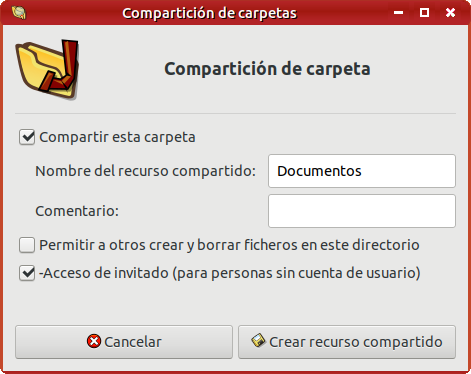 Compartición de carpetas
Compartición de carpeta
Compartir esta carpeta
Nombre del recurso compartido: Documentos
Comentario:
Permitir a otros crear y borrar ficheros en este directorio
-Acceso de invitado (para personas sin cuenta de usuario)
Cancelar Crear recurso compartido